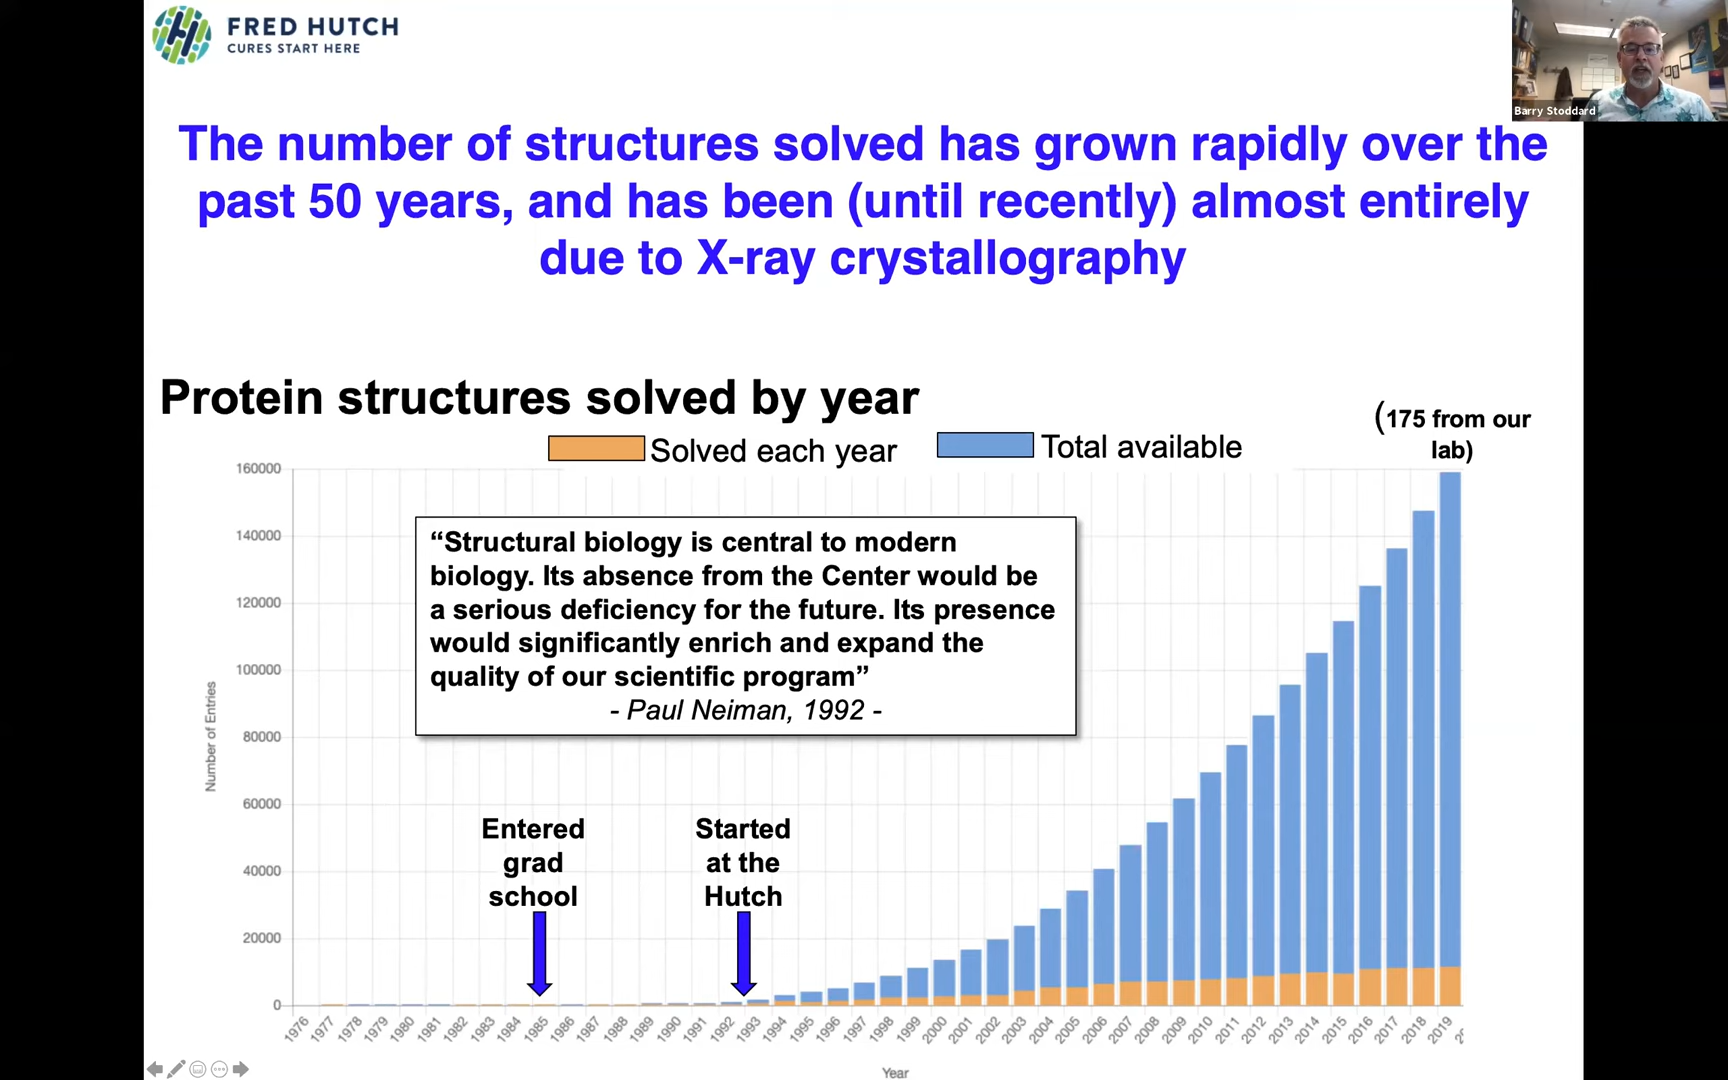 FRED HUTCH
CURES START HERE
Barry Stoddard
The number of structures solved has grown rapidly over the
past 50 years, and has been (until recently) almost entirely
due to X-ray crystallography
Protein structures solved by year
(175 from our
lab)
Solved each year
Total available
160000
140000
120000
100000
80000
60000
40000
20000
0
Number of Entries
“Structural biology is central to modern
biology. Its absence from the Center would be
a serious deficiency for the future. Its presence
would significantly enrich and expand the
quality of our scientific program”
- Paul Neiman, 1992 -
Entered
grad
school
Started
at the
Hutch
1976 1977 1978 1979 1980 1981 1982 1983 1984 1985 1986 1987 1988 1989 1990 1991 1992 1993 1994 1995 1996 1997 1998 1999 2000 2001 2002 2003 2004 2005 2006 2007 2008 2009 2010 2011 2012 2013 2014 2015 2016 2017 2018 2019
Year